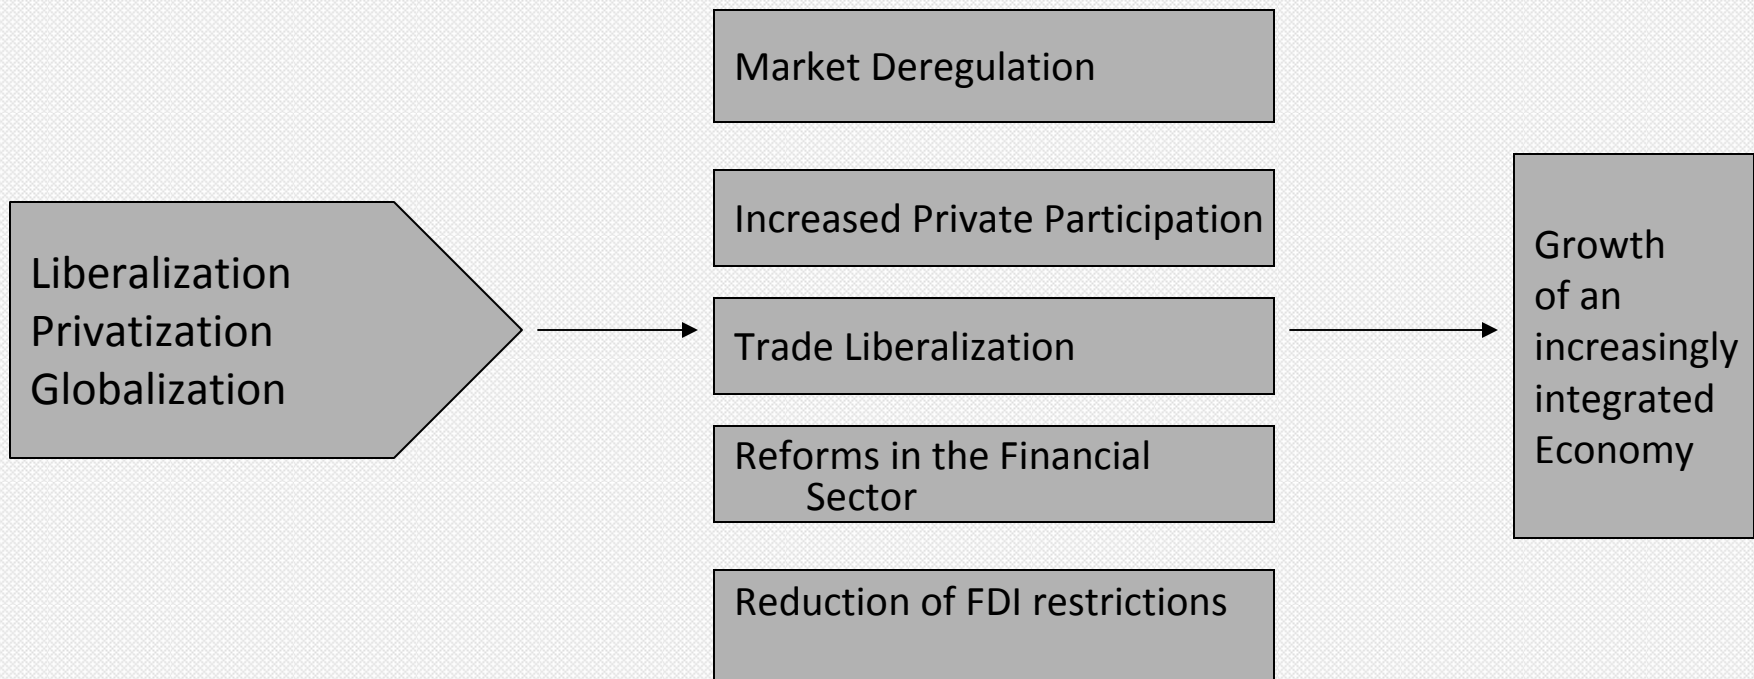 Liberalization
Privatization
Globalization
Market Deregulation
Increased Private Participation
Trade Liberalization
Reforms in the Financial
Sector
Reduction of FDI restrictions
Growth
of an
increasingly
integrated
Economy